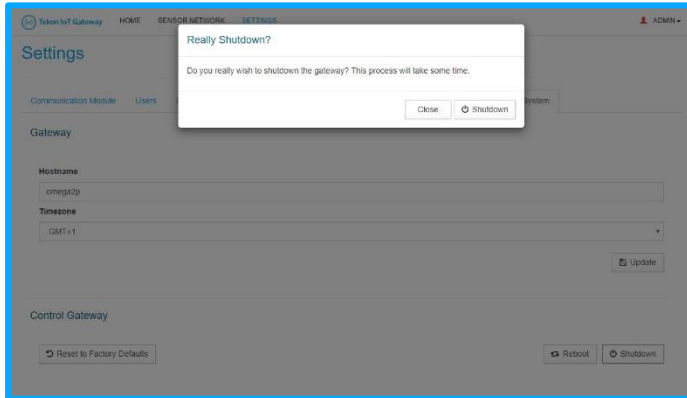 Tekon IoT Gateway HOME SENSOR NETWORK SETTINGS ADMIN
Settings
Really Shutdown?
Do you really wish to shutdown the gateway? This process will take some time.
Close Shutdown
Communication Module Users System
Gateway
Hostname
omega2p
Timezone
GMT+1
Update
Control Gateway
Reset to Factory Defaults Reboot Shutdown